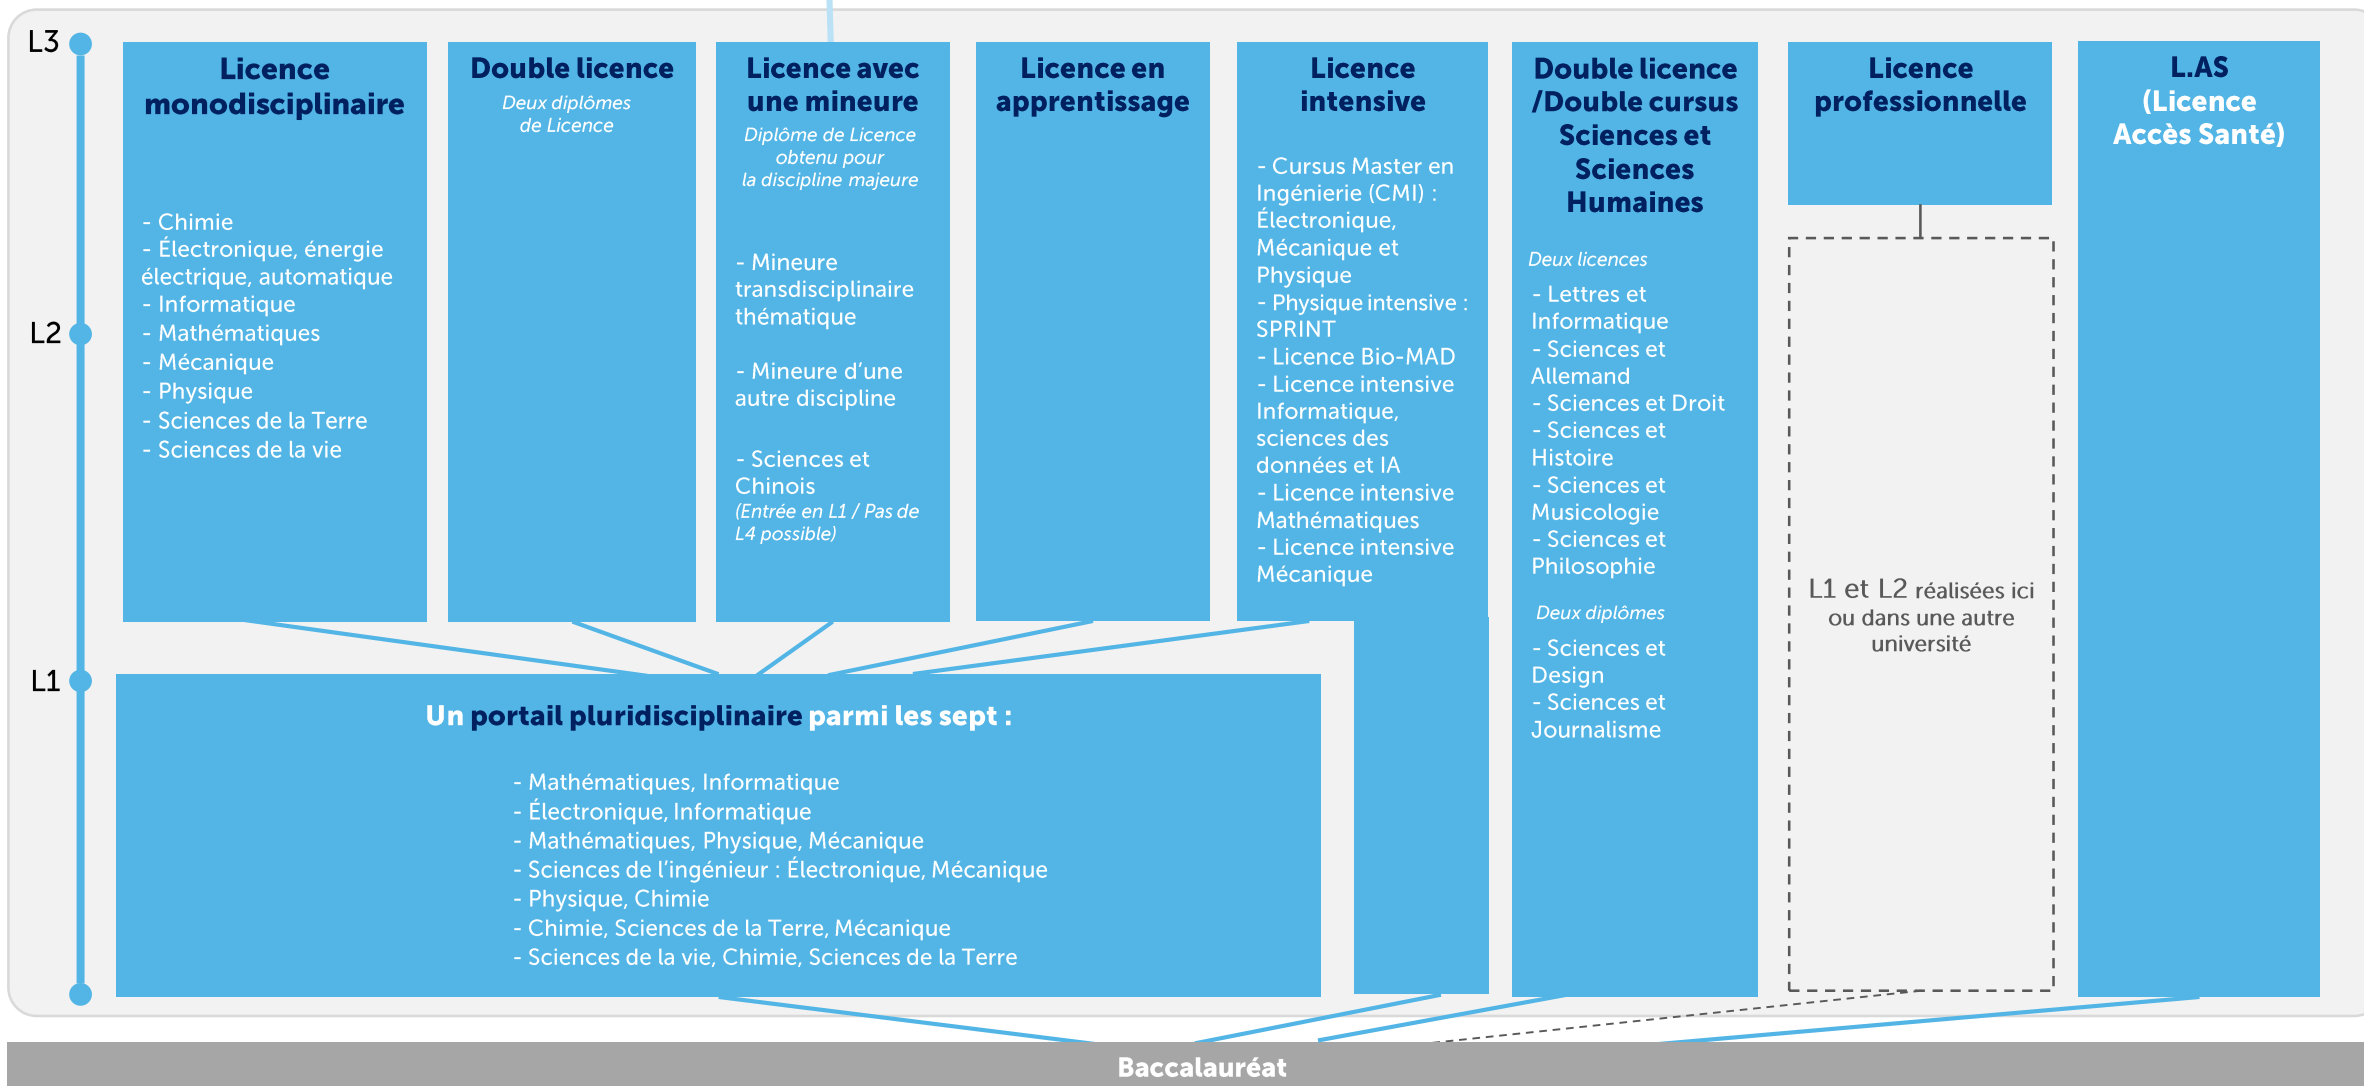 L3
L2
L1
Licence
monodisciplinaire
- Chimie
- Électronique, énergie
électrique, automatique
- Informatique
- Mathématiques
- Mécanique
- Physique
- Sciences de la Terre
- Sciences de la vie
Double licence
Deux diplômes
de Licence
Licence avec
une mineure
Diplôme de Licence
obtenu pour
la discipline majeure
- Mineure
transdisciplinaire
thématique
- Mineure d’une
autre discipline
- Sciences et
Chinois
(Entrée en L1 / Pas de
L4 possible)
Licence en
apprentissage
Licence
intensive
- Cursus Master en
Ingénierie (CMI) :
Électronique,
Mécanique et
Physique
- Physique intensive :
SPRINT
- Licence Bio-MAD
- Licence intensive
Informatique,
sciences des
données et IA
- Licence intensive
Mathématiques
- Licence intensive
Mécanique
Double licence
/Double cursus
Sciences et
Sciences
Humaines
Deux licences
- Lettres et
Informatique
- Sciences et
Allemand
- Sciences et Droit
- Sciences et
Histoire
- Sciences et
Musicologie
- Sciences et
Philosophie
Deux diplômes
- Sciences et
Design
- Sciences et
Journalisme
Licence
professionnelle
L1 et L2 réalisées ici
ou dans une autre
université
L.AS
(Licence
Accès Santé)
Un portail pluridisciplinaire parmi les sept :
- Mathématiques, Informatique
- Électronique, Informatique
- Mathématiques, Physique, Mécanique
- Sciences de l’ingénieur : Électronique, Mécanique
- Physique, Chimie
- Chimie, Sciences de la Terre, Mécanique
- Sciences de la vie, Chimie, Sciences de la Terre
Baccalauréat